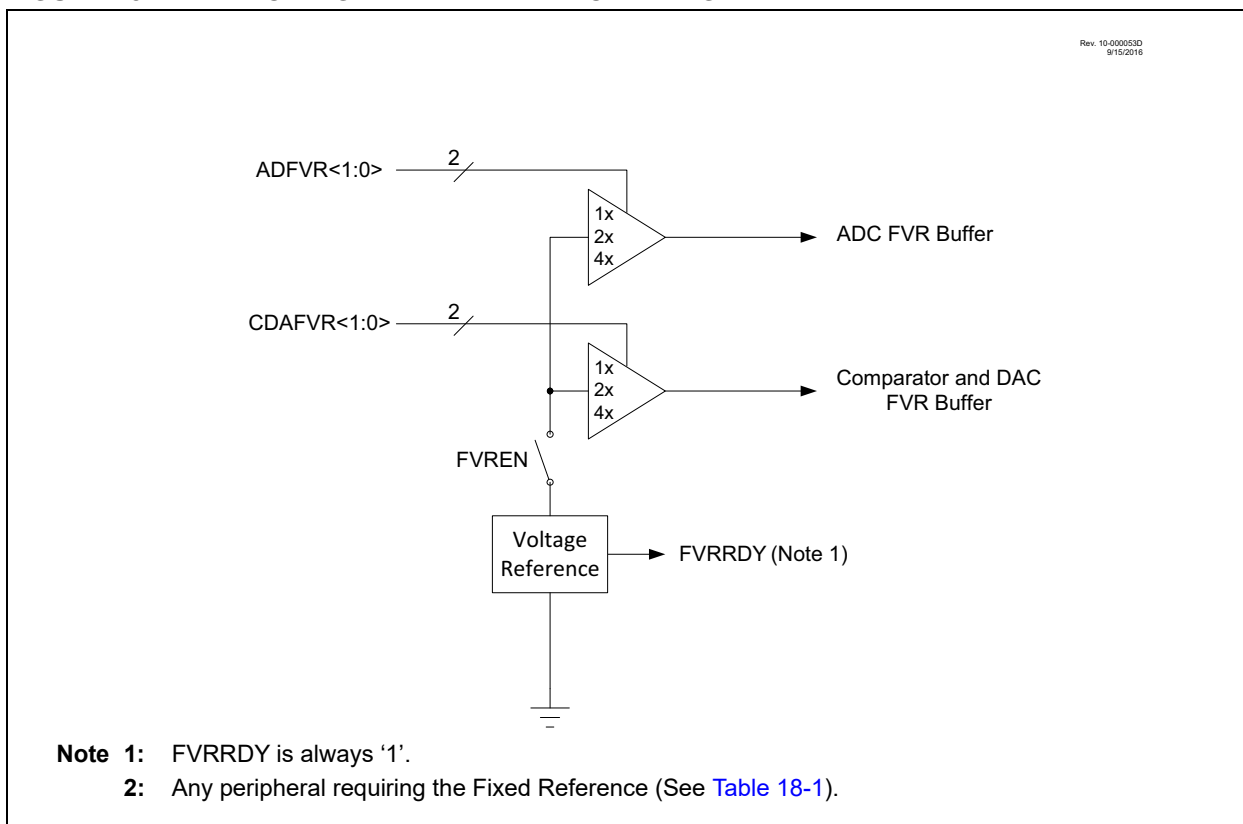 Rev. 10-000053D
9/15/2016
ADFVR<1:0>
2
1x
2x
4x
ADC FVR Buffer
CDAFVR<1:0>
2
1x
2x
4x
Comparator and DAC
FVR Buffer
FVREN
Voltage
Reference
FVRRDY (Note 1)
Note 1: FVRRDY is always ‘1’.
2: Any peripheral requiring the Fixed Reference (See Table 18-1).